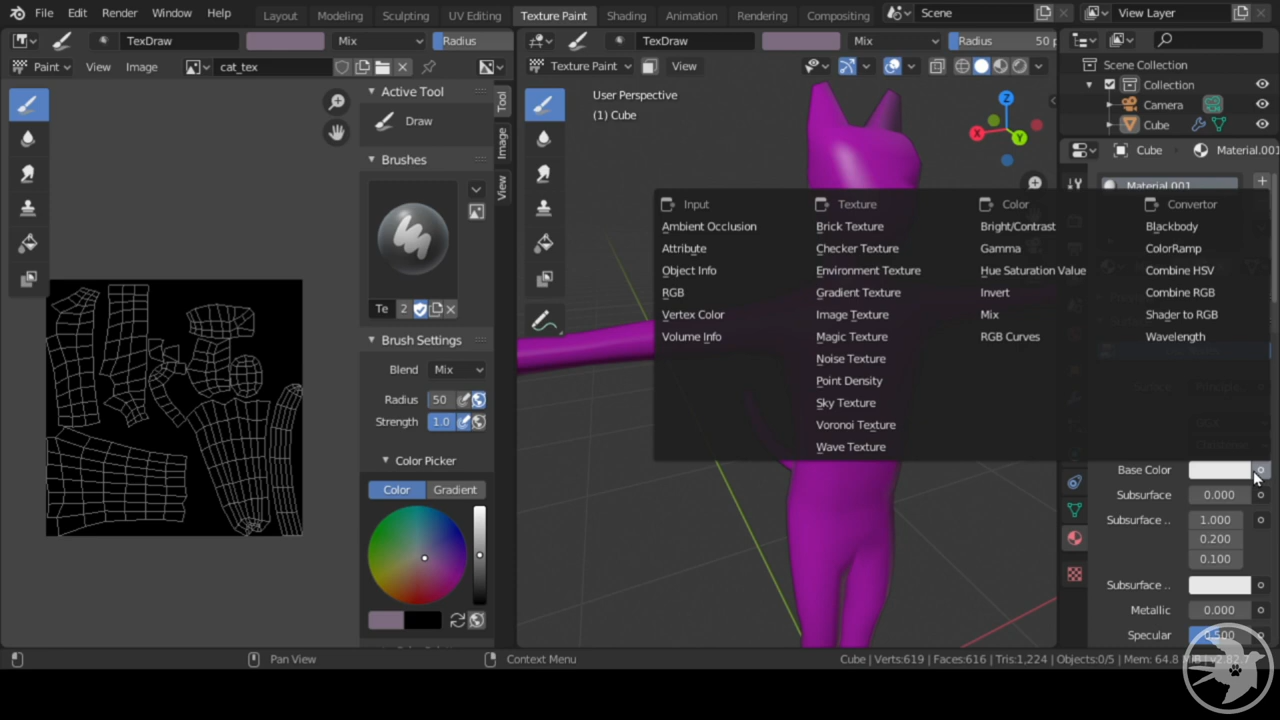 File Edit Render Window Help Layout Modeling Sculpting UV Editing Texture Paint Shading Animation Rendering Compositing Scene View Layer
TexDraw Mix Radius TexDraw Mix Radius 50 p
Paint View Image cat_tex Texture Paint View
Scene Collection
Collection
Camera
Cube
Cube Material.001
Material.001
Active Tool
Draw
Brushes
Te 2
Brush Settings
Blend Mix
Radius 50
Strength 1.0
Color Picker
Color Gradient
Tool
Image
View
User Perspective
(1) Cube
X
Y
Z
Input
Ambient Occlusion
Attribute
Object Info
RGB
Vertex Color
Volume Info
Texture
Brick Texture
Checker Texture
Environment Texture
Gradient Texture
Image Texture
Magic Texture
Noise Texture
Point Density
Sky Texture
Voronoi Texture
Wave Texture
Color
Bright/Contrast
Gamma
Hue Saturation Value
Invert
Mix
RGB Curves
Convertor
Blackbody
ColorRamp
Combine HSV
Combine RGB
Shader to RGB
Wavelength
Base Color
Subsurface 0.000
Subsurface .. 1.000
0.200
0.100
Subsurface ..
Metallic 0.000
Specular 0.500
Pan View Context Menu Cube | Verts:619 | Faces:616 | Tris:1,224 | Objects:0/5 | Mem: 64.8 | v2.82.7